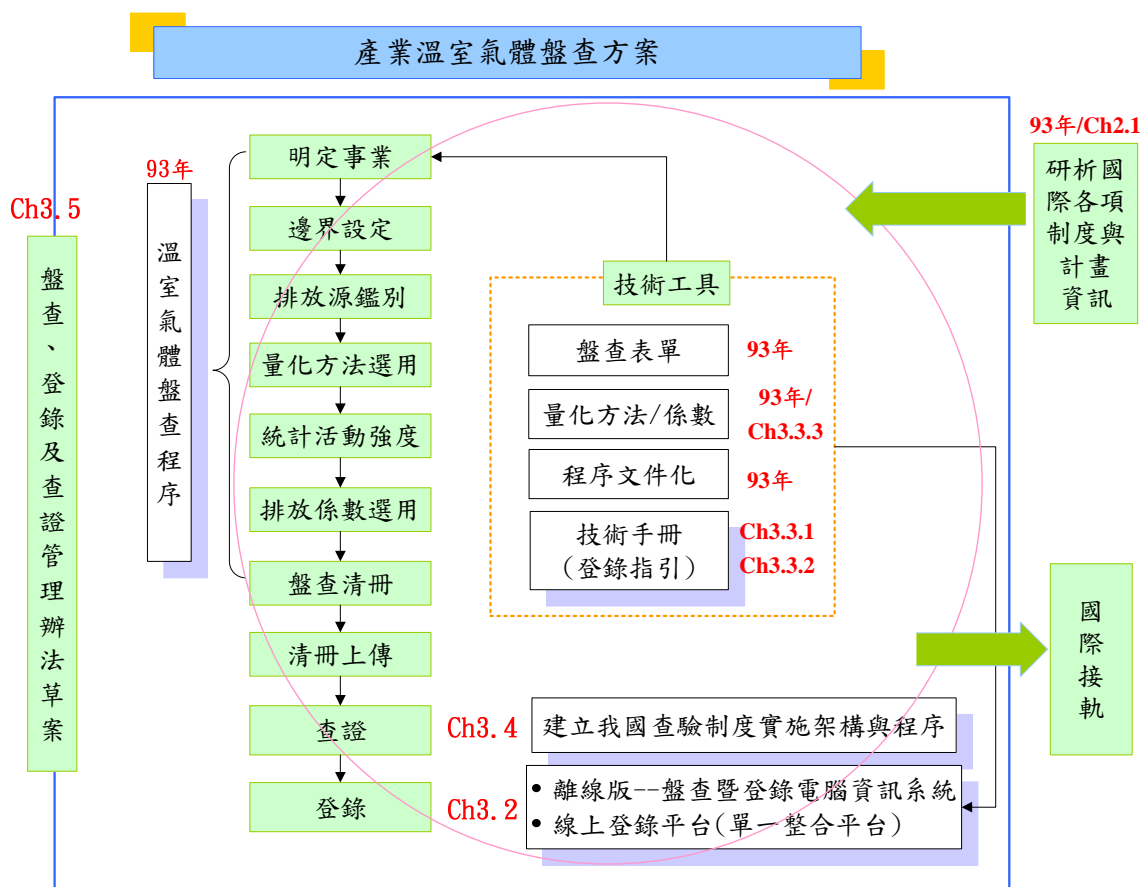 產業溫室氣體盤查方案
93年/Ch2.1
研析國
際各項
制度與
計畫
資訊
Ch3.5
盤查、登錄及查證管理辦法草案
93年
溫室氣體盤查程序
明定事業
邊界設定
排放源鑑別
量化方法選用
統計活動強度
排放係數選用
盤查清冊
清冊上傳
查證
登錄
技術工具
盤查表單
93年
量化方法/係數
93年/
Ch3.3.3
程序文件化
93年
技術手冊
(登錄指引)
Ch3.3.1
Ch3.3.2
國際接軌
Ch3.4
建立我國查驗制度實施架構與程序
Ch3.2
• 離線版--盤查暨登錄電腦資訊系統
• 線上登錄平台(單一整合平台)